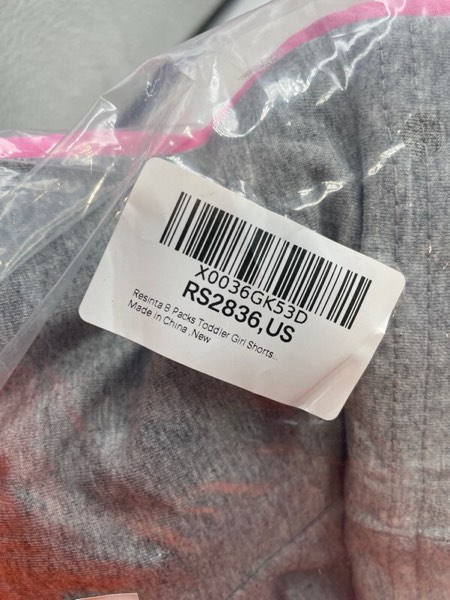 X0036GK53D
RS2836,US
Resinta 8 Packs Toddler Girl Shorts...
Made in China ,New